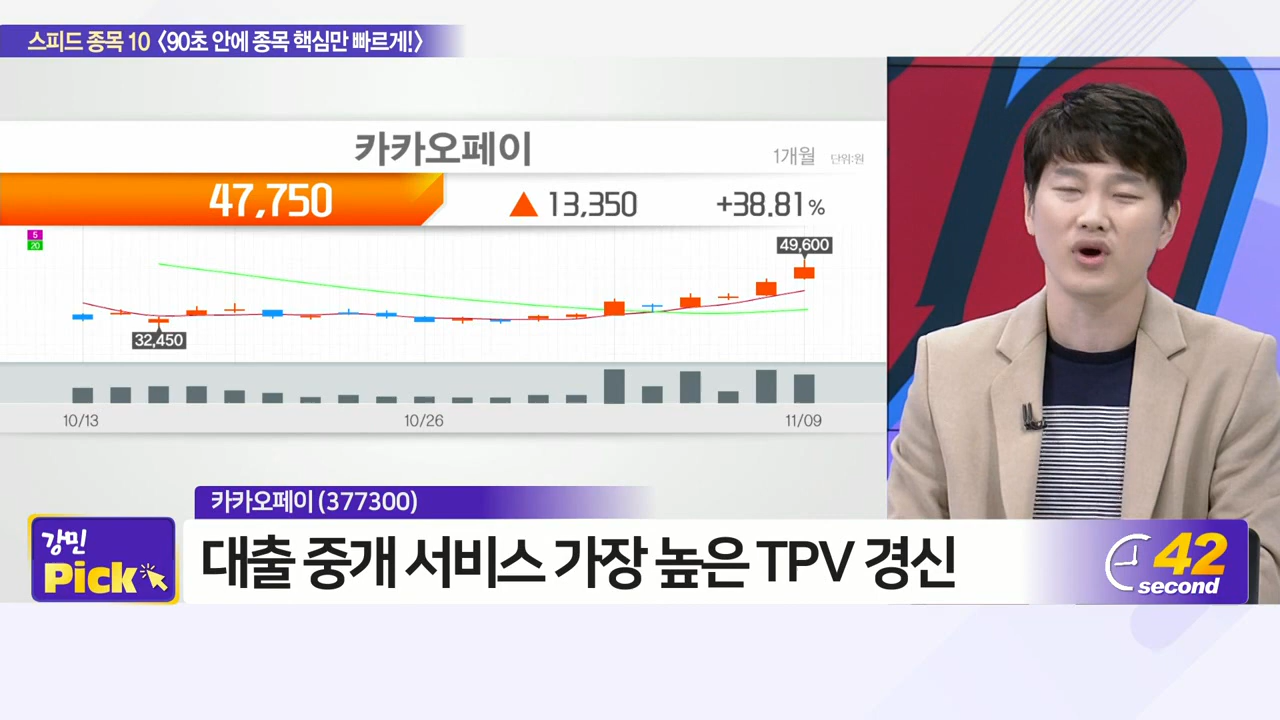 스피드 종목 10 <90초 안에 종목 핵심만 빠르게!>
카카오페이
1개월 단위:원
47,750 ▲ 13,350 +38.81%
5
20
49,600
32,450
10/13 10/26 11/09
카카오페이 (377300)
강민
Pick
대출 중개 서비스 가장 높은 TPV 경신
42
second